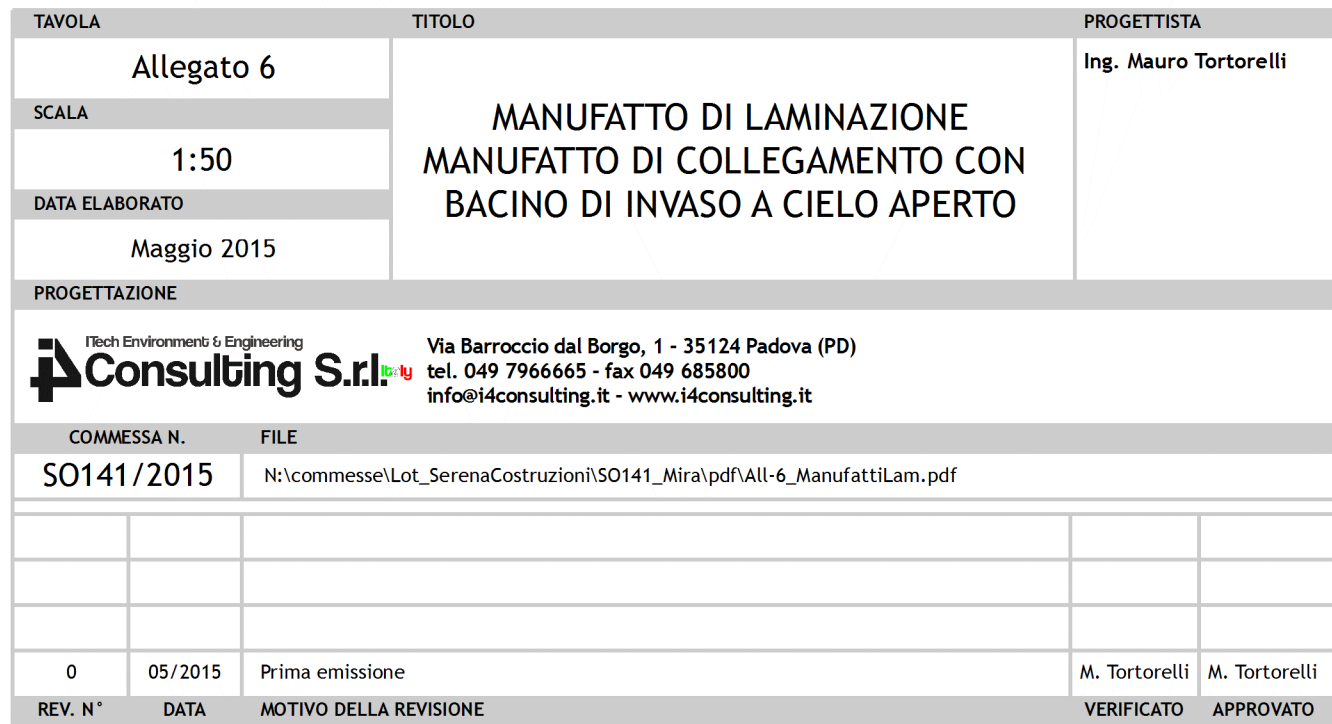 TAVOLA
Allegato 6
SCALA
1:50
DATA ELABORATO
Maggio 2015
TITOLO
MANUFATTO DI LAMINAZIONE
MANUFATTO DI COLLEGAMENTO CON
BACINO DI INVASO A CIELO APERTO
PROGETTISTA
Ing. Mauro Tortorelli
PROGETTAZIONE
i4 ITech Environment & Engineering
Consulting S.r.l. Italy
Via Barroccio dal Borgo, 1 - 35124 Padova (PD)
tel. 049 7966665 - fax 049 685800
info@i4consulting.it - www.i4consulting.it
COMMESSA N. FILE
SO141/2015 N:\commesse\Lot_SerenaCostruzioni\SO141_Mira\pdf\All-6_ManufattiLam.pdf
0 05/2015 Prima emissione M. Tortorelli M. Tortorelli
REV. N° DATA MOTIVO DELLA REVISIONE VERIFICATO APPROVATO